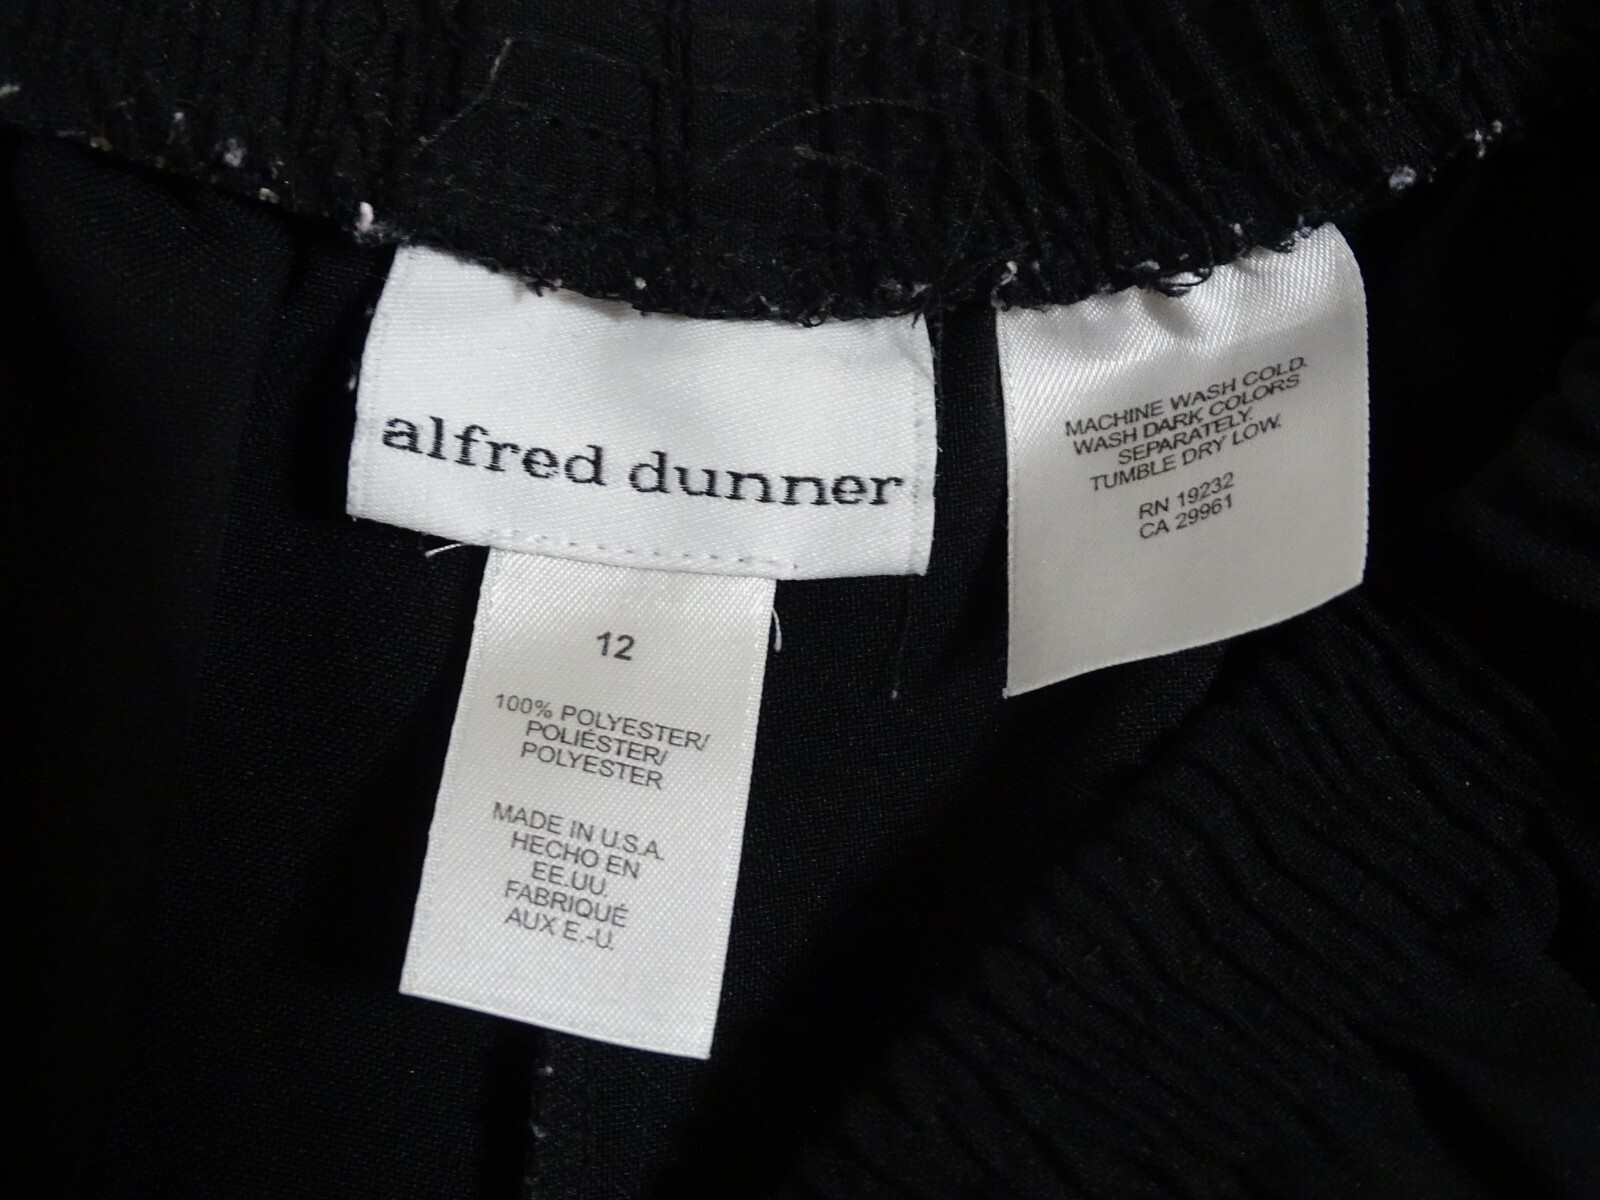 alfred dunner
12
100% POLYESTER/
POLIÉSTER/
POLYESTER
MADE IN U.S.A.
HECHO EN
EE.UU.
FABRIQUÉ
AUX E.-U.
MACHINE WASH COLD.
WASH DARK COLORS
SEPARATELY.
TUMBLE DRY LOW.
RN 19232
CA 29961